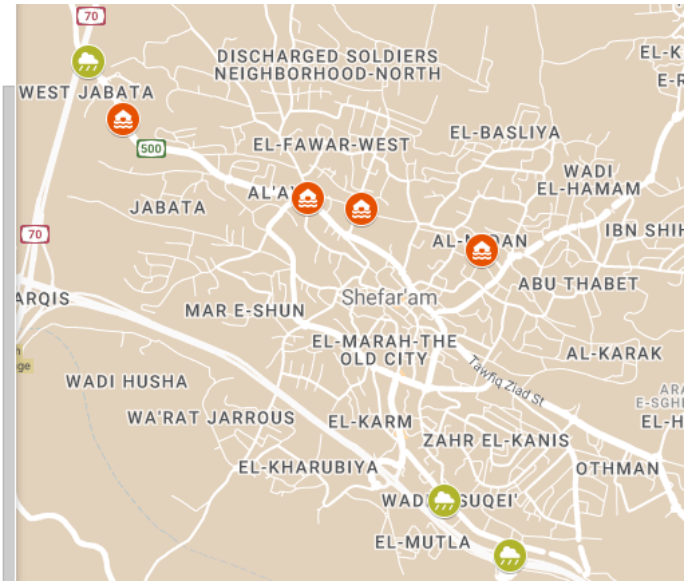 70
DISCHARGED SOLDIERS
NEIGHBORHOOD-NORTH
EL-K
E-R
WEST JABATA
500
EL-FAWAR-WEST
EL-BASLIYA
WADI
EL-HAMAM
JABATA
70
IBN SHIH
ABU THABET
ARQIS
MAR E-SHUN
Shefar'am
EL-MARAH-THE
OLD CITY
AL-KARAK
Tawfiq Ziad St
WADI HUSHA
ARA
E-SGHE
WA'RAT JARROUS
EL-KARM
EL-H
ZAHR EL-KANIS
EL-KHARUBIYA
OTHMAN
EL-MUTLA